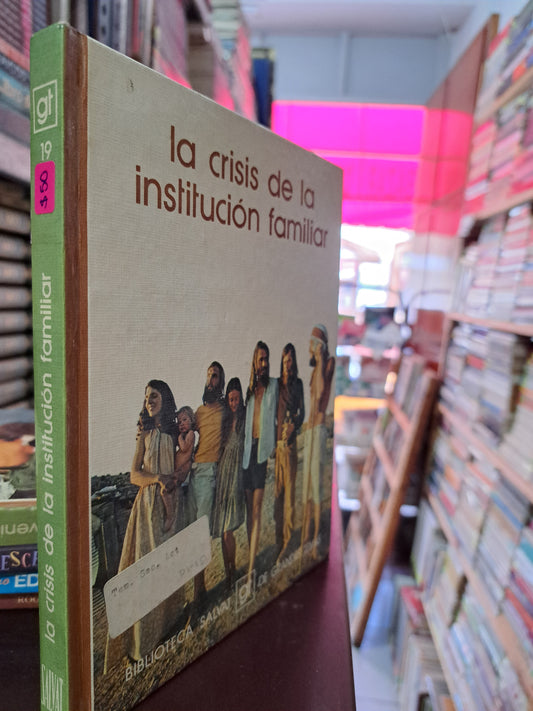 gt
19
$ 50
la crisis de la institución familiar
SALVAT
la crisis de la
institución familiar
BIBLIOTECA SALVAT gt DE GRANDES